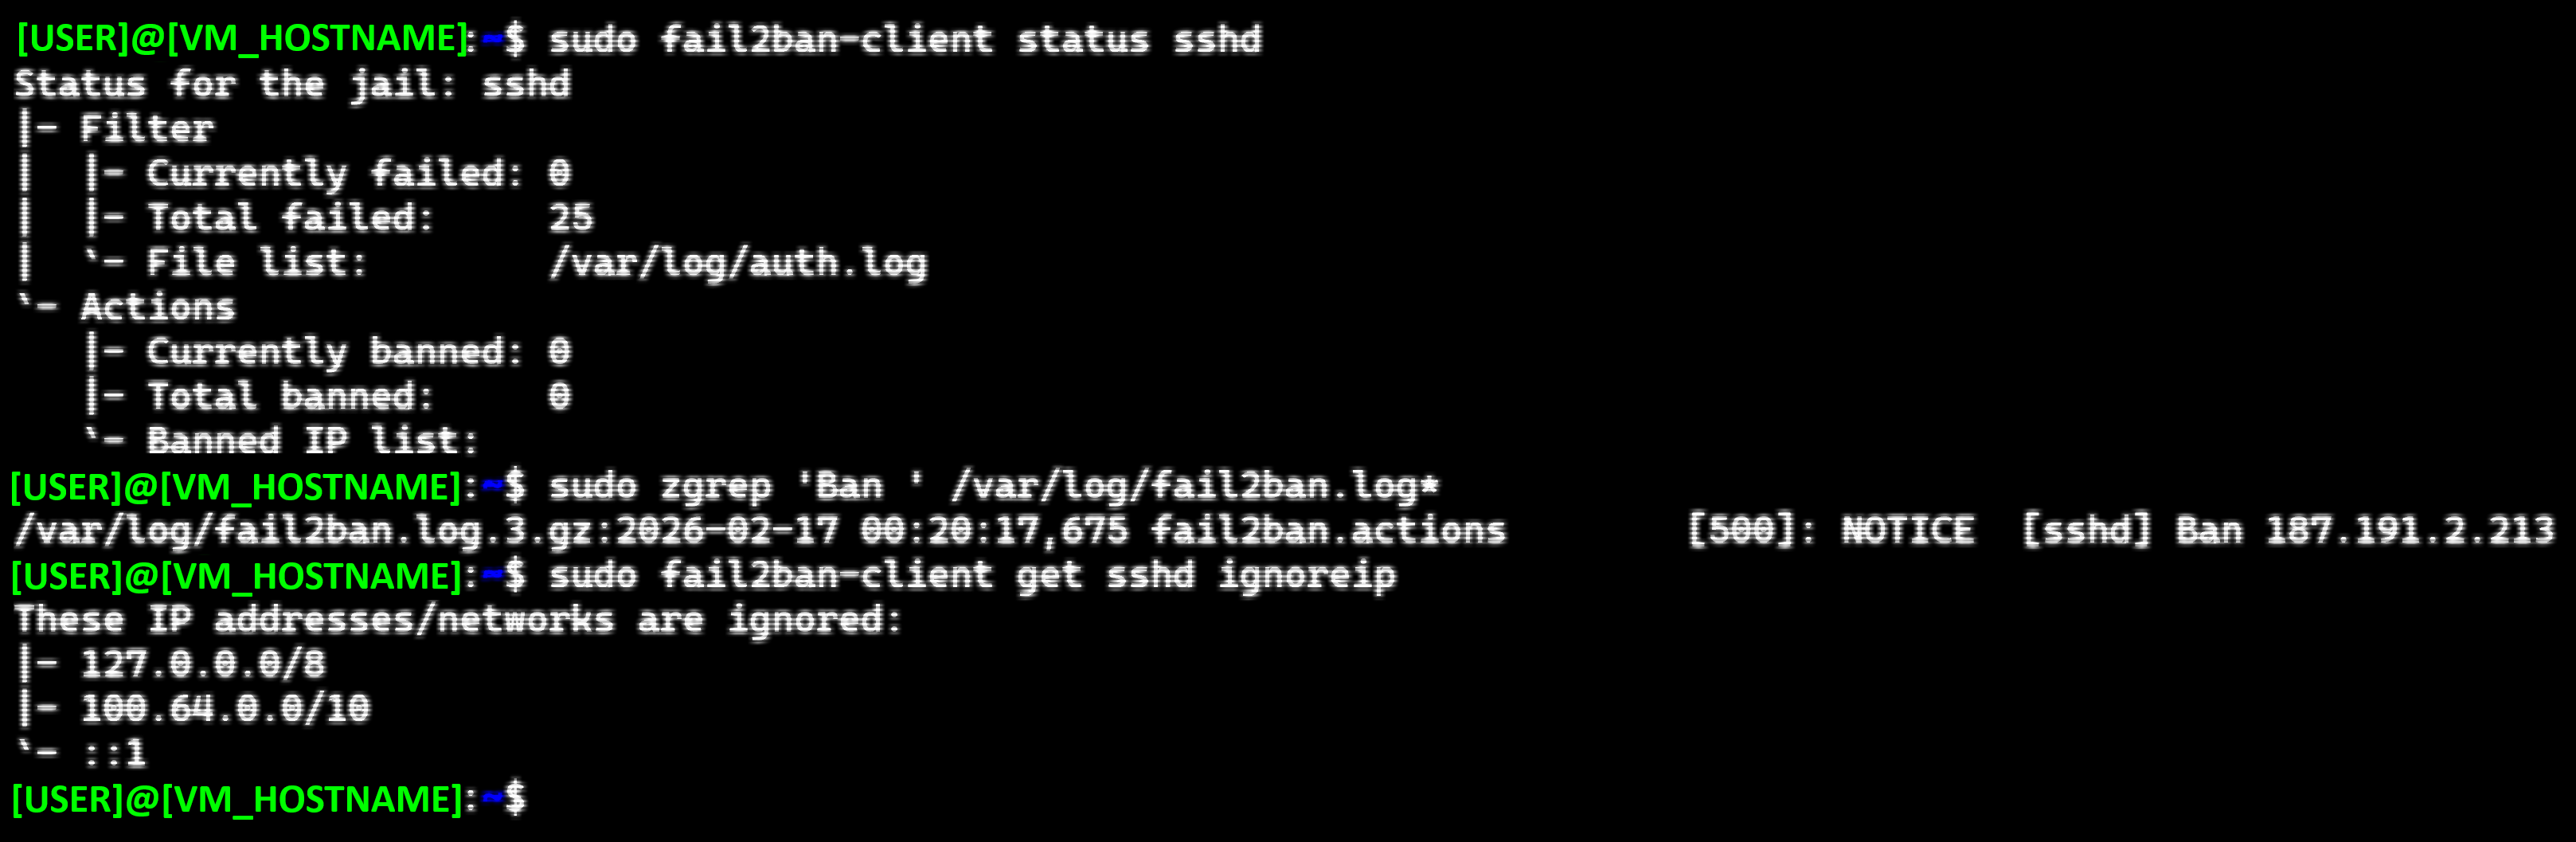 [USER]@[VM_HOSTNAME]:~$ sudo fail2ban-client status sshd
Status for the jail: sshd
|- Filter
|  |- Currently failed: 0
|  |- Total failed:     25
|  `- File list:        /var/log/auth.log
`- Actions
   |- Currently banned: 0
   |- Total banned:     0
   `- Banned IP list:
[USER]@[VM_HOSTNAME]:~$ sudo zgrep 'Ban ' /var/log/fail2ban.log*
/var/log/fail2ban.log.3.gz:2026-02-17 00:20:17,675 fail2ban.actions        [500]: NOTICE  [sshd] Ban 187.191.2.213
[USER]@[VM_HOSTNAME]:~$ sudo fail2ban-client get sshd ignoreip
These IP addresses/networks are ignored:
|- 127.0.0.0/8
|- 100.64.0.0/10
`- ::1
[USER]@[VM_HOSTNAME]:~$